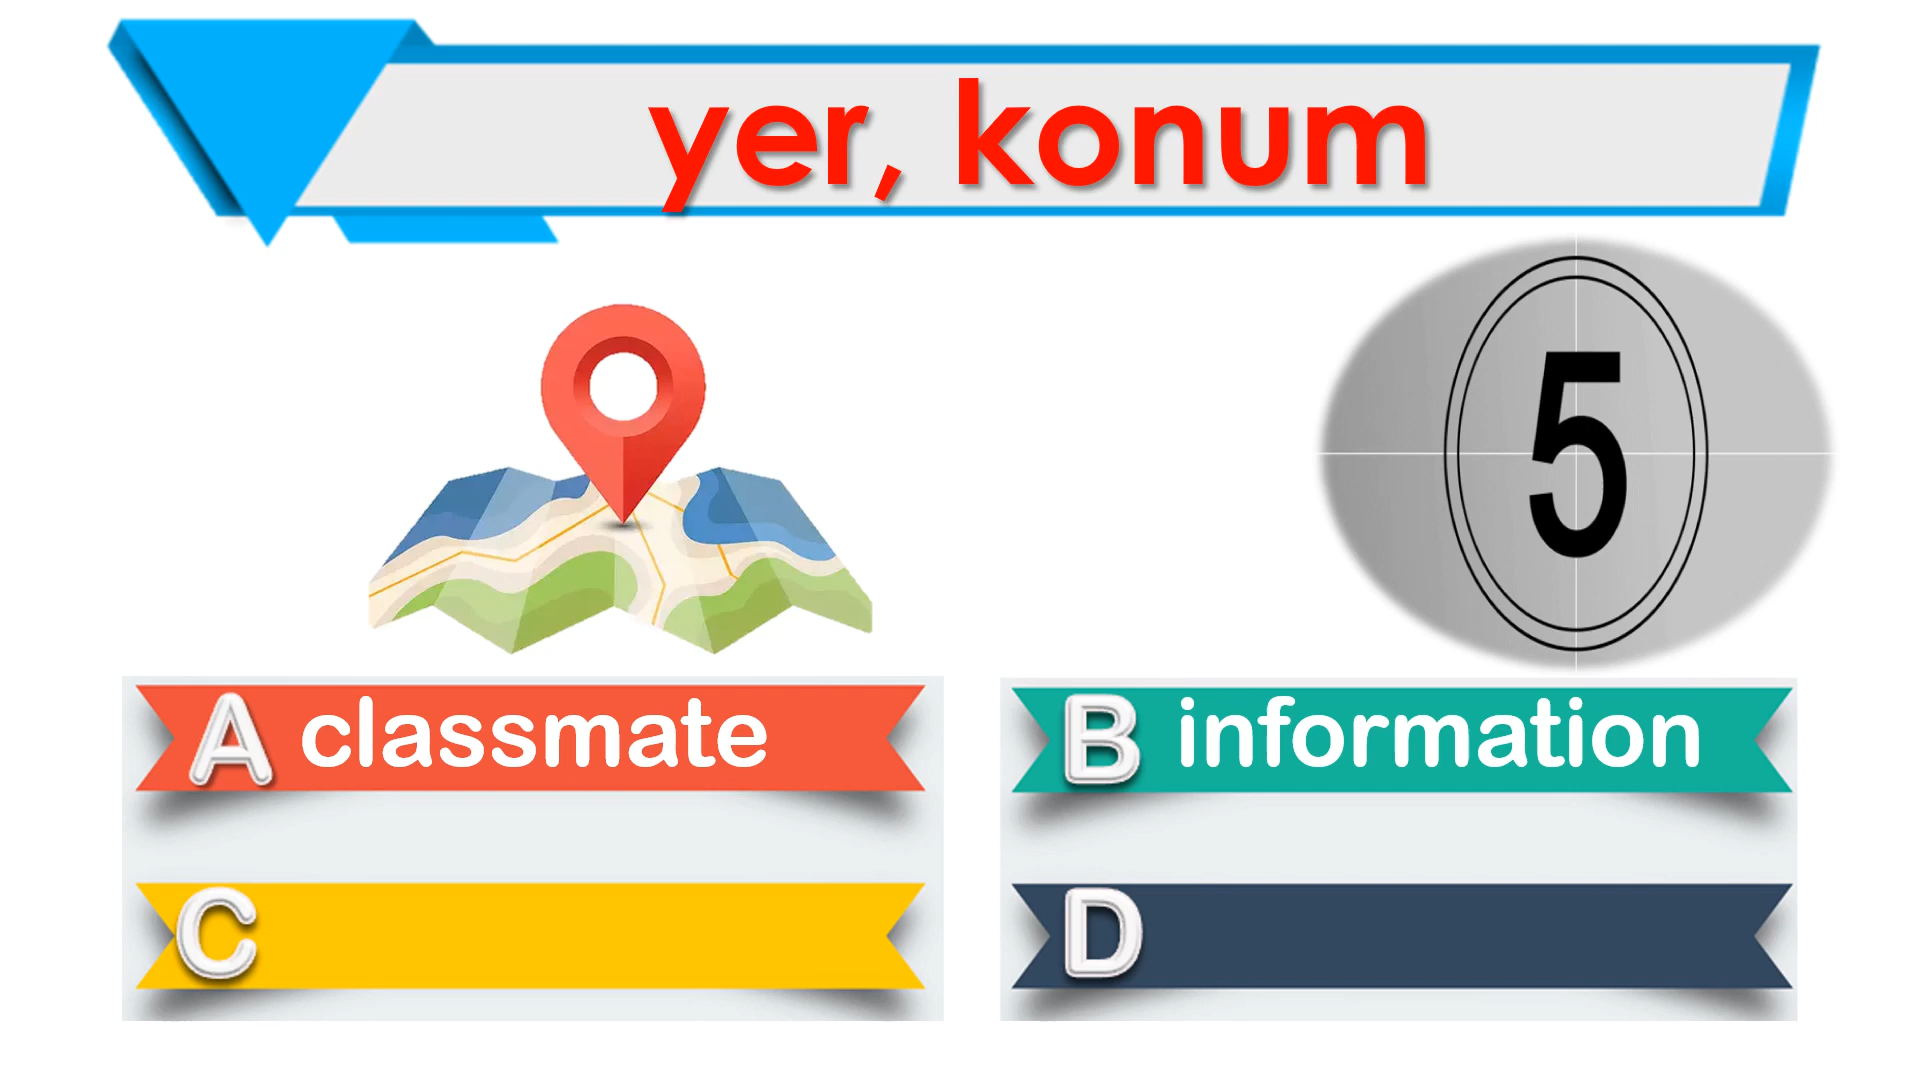 yer, konum
5
A classmate
B information
C
D